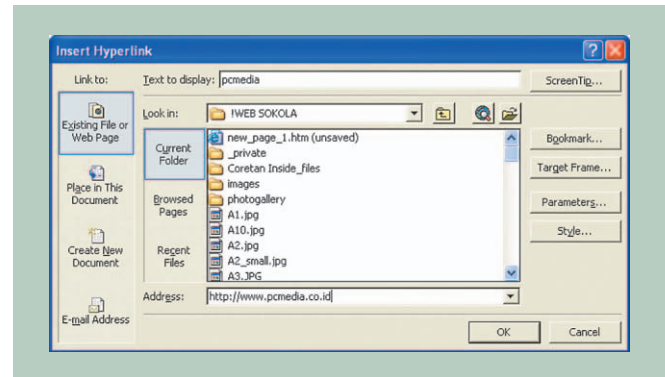 Insert Hyperlink
Link to:
Text to display: pcmedia
ScreenTip...
Existing File or
Web Page
Place in This
Document
Create New
Document
E-mail Address
Look in: !WEB SOKOLA
Current
Folder
Browsed
Pages
Recent
Files
new_page_1.htm (unsaved)
_private
Coretan Inside_files
images
photogallery
A1.jpg
A10.jpg
A2.jpg
A2_small.jpg
A3.JPG
Bookmark...
Target Frame...
Parameters...
Style...
Address: http://www.pcmedia.co.id
OK Cancel